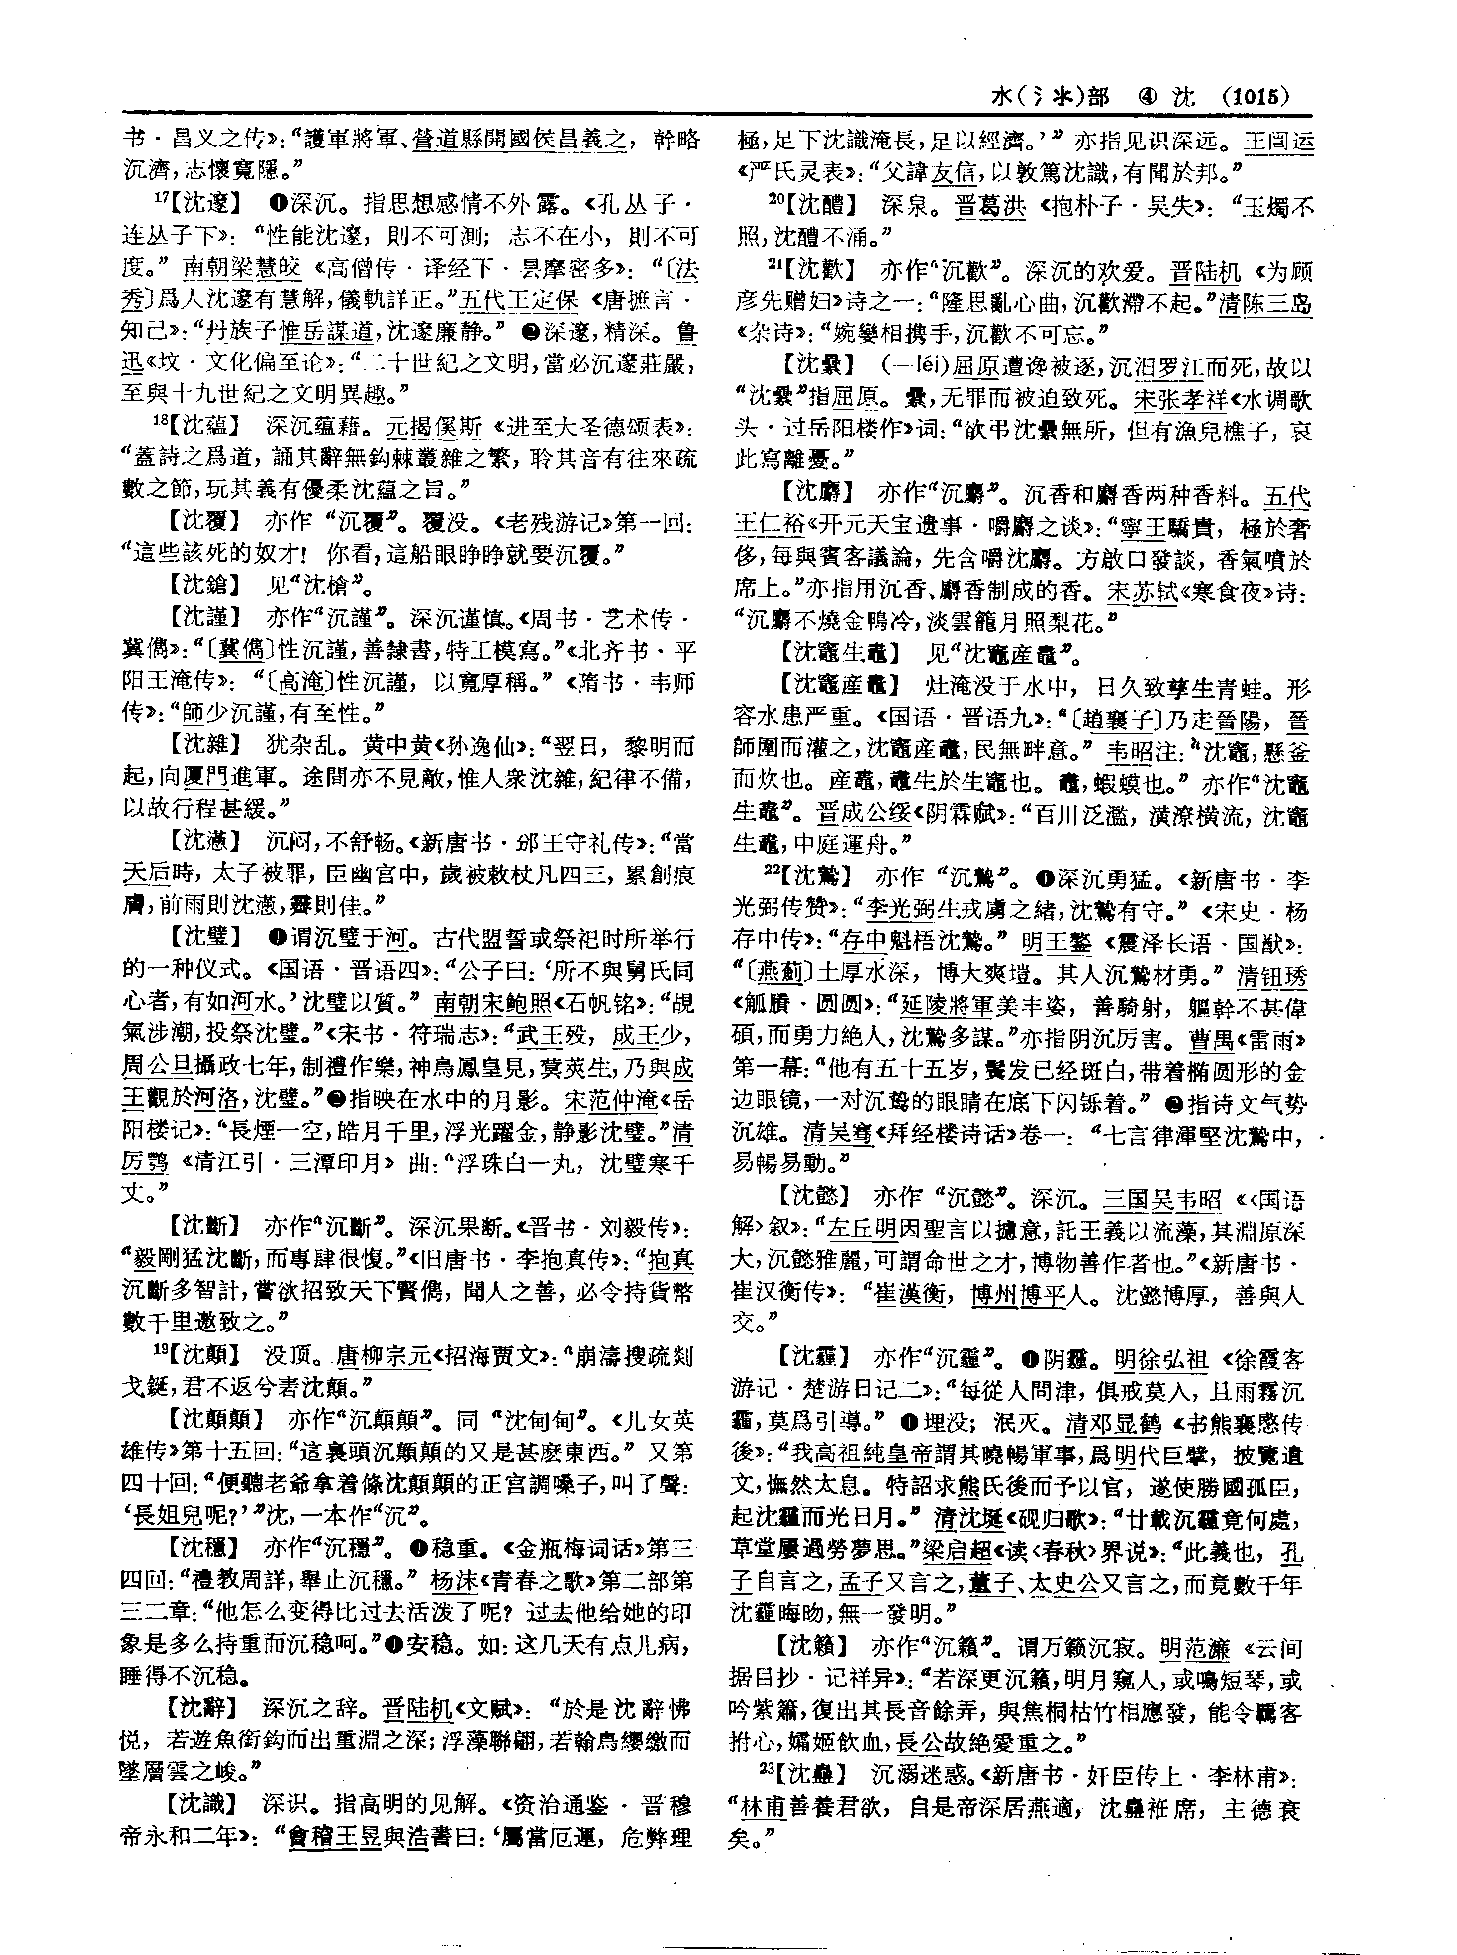 水(氵氺)部　④ 沈　(1015)
书·昌义之传》：“護軍將軍、營道縣開國侯昌義之，幹略
沉濟，志懷寬隱。”
17【沈邃】 ❶深沉。指思想感情不外露。《孔丛子·
连丛子下》：“性能沈邃，則不可測；志不在小，則不可
度。”南朝梁慧皎《高僧传·译经下·昙摩密多》：“〔法
秀〕爲人沈邃有慧解，儀軌詳正。”五代王定保《唐摭言·
知己》：“丹族子惟岳謀道，沈邃廉静。”❷深邃，精深。鲁
迅《坟·文化偏至论》：“二十世紀之文明，當必沉邃莊嚴，
至與十九世紀之文明異趣。”
18【沈蕴】 深沉蕴藉。元揭傒斯《进至大圣德颂表》：
“蓋詩之爲道，誦其辭無鈎棘叢雜之繁，聆其音有往來疏
數之節，玩其義有優柔沈藴之旨。”
【沈覆】 亦作“沉覆”。覆没。《老残游记》第一回：
“這些該死的奴才！你看，這船眼睁睁就要沉覆。”
【沈鎗】 见“沈槍”。
【沈謹】 亦作“沉謹”。深沉谨慎。《周书·艺术传·
冀儁》：“〔冀儁〕性沉謹，善隸書，特工模寫。”《北齐书·平
阳王淹传》：“〔高淹〕性沉謹，以寬厚稱。”《隋书·韦师
传》：“師少沉謹，有至性。”
【沈雜】 犹杂乱。黄中黄《孙逸仙》：“翌日，黎明而
起，向厦門進軍。途間亦不見敵，惟人衆沈雜，紀律不備，
以故行程甚緩。”
【沈懣】 沉闷，不舒畅。《新唐书·邠王守礼传》：“當
天后時，太子被罪，臣幽宫中，歲被敕杖凡四三，累創痕
膚，前雨則沈懣，霽則佳。”
【沈璧】 ❶谓沉璧于河。古代盟誓或祭祀时所举行
的一种仪式。《国语·晋语四》：“公子曰：‘所不與舅氏同
心者，有如河水。’沈璧以質。”南朝宋鲍照《石帆铭》：“覘
氣涉潮，投祭沈璧。”《宋书·符瑞志》：“武王殁，成王少，
周公旦攝政七年，制禮作樂，神鳥鳳皇見，蓂莢生，乃與成
王觀於河洛，沈璧。”❷指映在水中的月影。宋范仲淹《岳
阳楼记》：“長煙一空，皓月千里，浮光躍金，静影沈璧。”清
厉鹗《清江引·三潭印月》曲：“浮珠白一丸，沈璧寒千
丈。”
【沈斷】 亦作“沉斷”。深沉果断。《晋书·刘毅传》：
“毅剛猛沈斷，而專肆很愎。”《旧唐书·李抱真传》：“抱真
沉斷多智計，嘗欲招致天下賢儁，聞人之善，必令持貨幣
數千里邀致之。”
19【沈顛】 没顶。唐柳宗元《招海贾文》：“崩濤搜疏剡
戈鋋，君不返兮砉沈顛。”
【沈顛顛】 亦作“沉顛顛”。同“沈甸甸”。《儿女英
雄传》第十五回：“這裏頭沉顛顛的又是甚麽東西。”又第
四十回：“便聽老爺拿着條沈顛顛的正宫調嗓子，叫了聲：
‘長姐兒呢？’”沈，一本作“沉”。
【沈穩】 亦作“沉穩”。❶稳重。《金瓶梅词话》第三
四回：“禮教周詳，舉止沉穩。”杨沫《青春之歌》第二部第
三二章：“他怎么变得比过去活泼了呢？过去他给她的印
象是多么持重而沉稳呵。”❷安稳。如：这几天有点儿病，
睡得不沉稳。
【沈辭】 深沉之辞。晋陆机《文赋》：“於是沈辭怫
悦，若遊魚銜鈎而出重淵之深；浮藻聯翩，若翰鳥纓繳而
墜層雲之峻。”
【沈識】 深识。指高明的见解。《资治通鉴·晋穆
帝永和二年》：“會稽王昱與浩書曰：‘屬當厄運，危弊理
極，足下沈識淹長，足以經濟。’”亦指见识深远。王闿运
《严氏灵表》：“父諱友信，以敦篤沈識，有聞於邦。”
20【沈醴】 深泉。晋葛洪《抱朴子·吴失》：“玉燭不
照，沈醴不涌。”
21【沈歡】 亦作“沉歡”。深沉的欢爱。晋陆机《为顾
彦先赠妇》诗之一：“隆思亂心曲，沉歡滯不起。”清陈三岛
《杂诗》：“婉孌相携手，沉歡不可忘。”
【沈纍】 (—léi)屈原遭谗被逐，沉汨罗江而死，故以
“沈纍”指屈原。纍，无罪而被迫致死。宋张孝祥《水调歌
头·过岳阳楼作》词：“欲弔沈纍無所，但有漁兒樵子，哀
此寫離憂。”
【沈麝】 亦作“沉麝”。沉香和麝香两种香料。五代
王仁裕《开元天宝遗事·嚼麝之谈》：“寧王驕貴，極於奢
侈，每與賓客議論，先含嚼沈麝。方啟口發談，香氣噴於
席上。”亦指用沉香、麝香制成的香。宋苏轼《寒食夜》诗：
“沉麝不燒金鴨冷，淡雲籠月照梨花。”
【沈竈生鼃】 见“沈竈産鼃”。
【沈竈産鼃】 灶淹没于水中，日久致孳生青蛙。形
容水患严重。《国语·晋语九》：“〔趙襄子〕乃走晉陽，晉
師圍而灌之，沈竈産鼃，民無畔意。”韦昭注：“沈竈，懸釜
而炊也。産鼃，鼃生於生竈也。鼃，蝦蟆也。”亦作“沈竈
生鼃”。晋成公绥《阴霖赋》：“百川泛濫，潢潦横流，沈竈
生鼃，中庭運舟。”
22【沈鷙】 亦作“沉鷙”。❶深沉勇猛。《新唐书·李
光弼传赞》：“李光弼生戎虜之緒，沈鷙有守。”《宋史·杨
存中传》：“存中魁梧沈鷙。”明王鏊《震泽长语·国猷》：
“〔燕薊〕土厚水深，博大爽塏。其人沉鷙材勇。”清钮琇
《觚賸·圆圆》：“延陵將軍美丰姿，善騎射，軀幹不甚偉
碩，而勇力絶人，沈鷙多謀。”亦指阴沉厉害。曹禺《雷雨》
第一幕：“他有五十五岁，鬓发已经斑白，带着椭圆形的金
边眼镜，一对沉鸷的眼睛在底下闪铄着。”❷指诗文气势
沉雄。清吴骞《拜经楼诗话》卷一：“七言律渾堅沈鷙中，
易暢易動。”
【沈懿】 亦作“沉懿”。深沉。三国吴韦昭《〈国语
解〉叙》：“左丘明因聖言以攄意，託王義以流藻，其淵原深
大，沉懿雅麗，可謂命世之才，博物善作者也。”《新唐书·
崔汉衡传》：“崔漢衡，博州博平人。沈懿博厚，善與人
交。”
【沈霾】 亦作“沉霾”。❶阴霾。明徐弘祖《徐霞客
游记·楚游日记二》：“每從人問津，俱戒莫入，且雨霧沉
霾，莫爲引導。”❷埋没；泯灭。清邓显鹤《书熊襄愍传
後》：“我高祖純皇帝謂其曉暢軍事，爲明代巨擘，披覽遺
文，憮然太息。特詔求熊氏後而予以官，遂使勝國孤臣，
起沈霾而光日月。”清沈埏《砚归歌》：“廿載沉霾竟何處，
草堂屢過勞夢思。”梁启超《读〈春秋〉界说》：“此義也，孔
子自言之，孟子又言之，董子、太史公又言之，而竟數千年
沈霾晦昒，無一發明。”
【沈籟】 亦作“沉籟”。谓万籁沉寂。明范濂《云间
据目抄·记祥异》：“若深更沉籟，明月窺人，或鳴短琴，或
吟紫簫，復出其長音餘弄，與焦桐枯竹相應發，能令羈客
拊心，孀姬飲血，長公故絶愛重之。”
23【沈蠱】 沉溺迷惑。《新唐书·奸臣传上·李林甫》：
“林甫善養君欲，自是帝深居燕適，沈蠱衽席，主德衰
矣。”